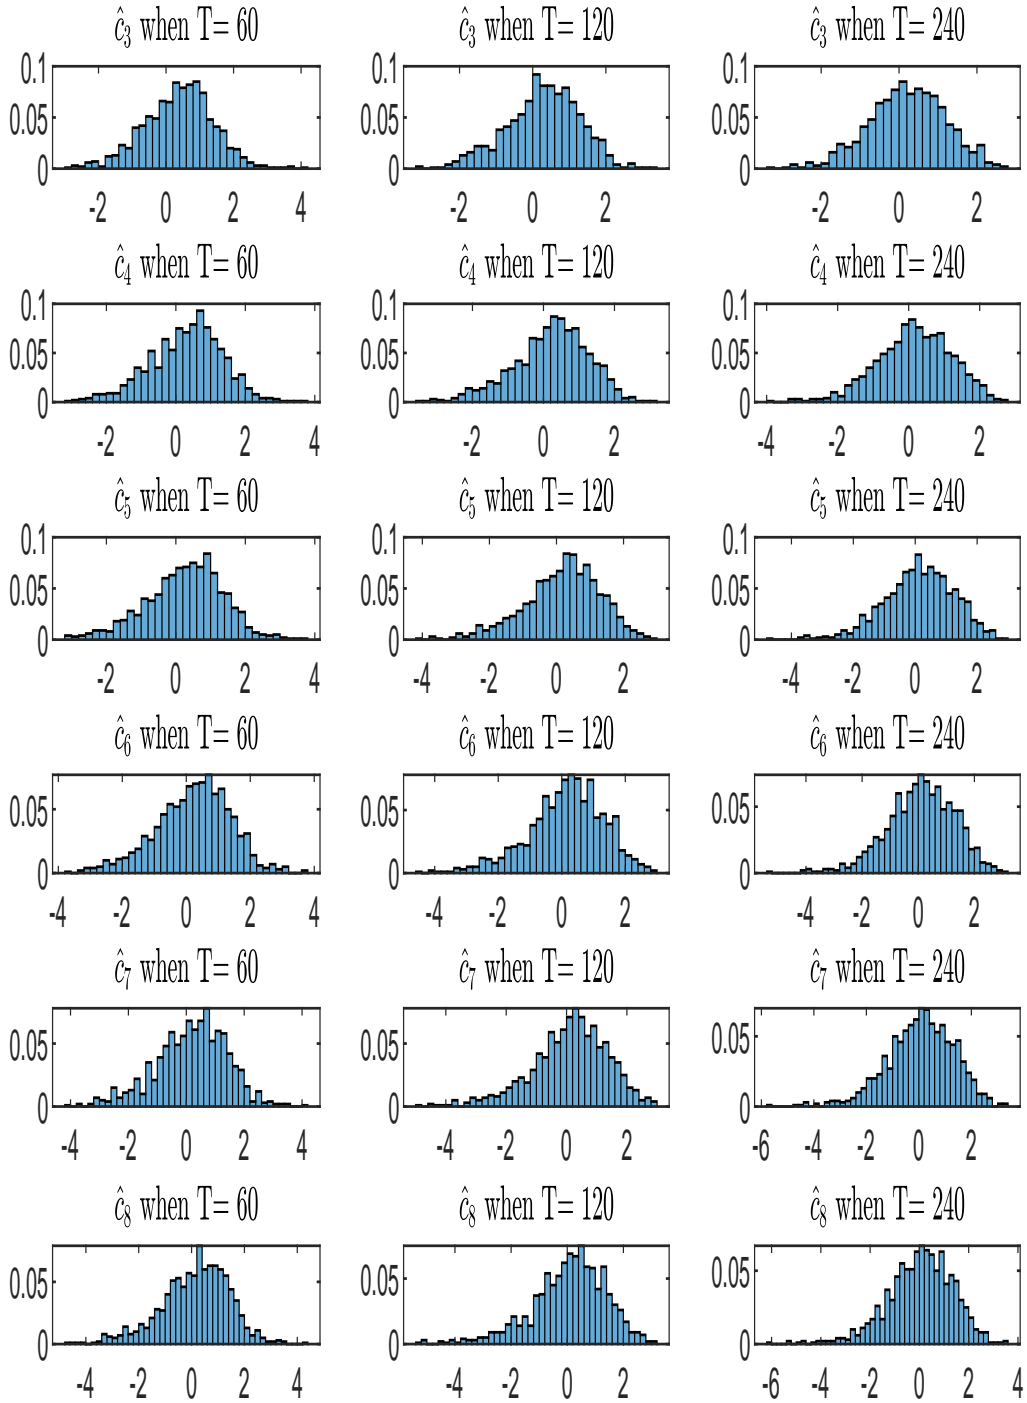 ĉ₃ when T= 60 ĉ₃ when T= 120 ĉ₃ when T= 240
0.1 0.1 0.1
0.05 0.05 0.05
0 0 0
-2 0 2 4 -2 0 2 -2 0 2
ĉ₄ when T= 60 ĉ₄ when T= 120 ĉ₄ when T= 240
0.1 0.1 0.1
0.05 0.05 0.05
0 0 0
-2 0 2 4 -2 0 2 -4 -2 0 2
ĉ₅ when T= 60 ĉ₅ when T= 120 ĉ₅ when T= 240
0.1 0.1 0.1
0.05 0.05 0.05
0 0 0
-2 0 2 4 -4 -2 0 2 -4 -2 0 2
ĉ₆ when T= 60 ĉ₆ when T= 120 ĉ₆ when T= 240
0.05 0.05 0.05
0 0 0
-4 -2 0 2 4 -4 -2 0 2 -4 -2 0 2
ĉ₇ when T= 60 ĉ₇ when T= 120 ĉ₇ when T= 240
0.05 0.05 0.05
0 0 0
-4 -2 0 2 4 -4 -2 0 2 -6 -4 -2 0 2
ĉ₈ when T= 60 ĉ₈ when T= 120 ĉ₈ when T= 240
0.05 0.05 0.05
0 0 0
-4 -2 0 2 4 -4 -2 0 2 -6 -4 -2 0 2 4